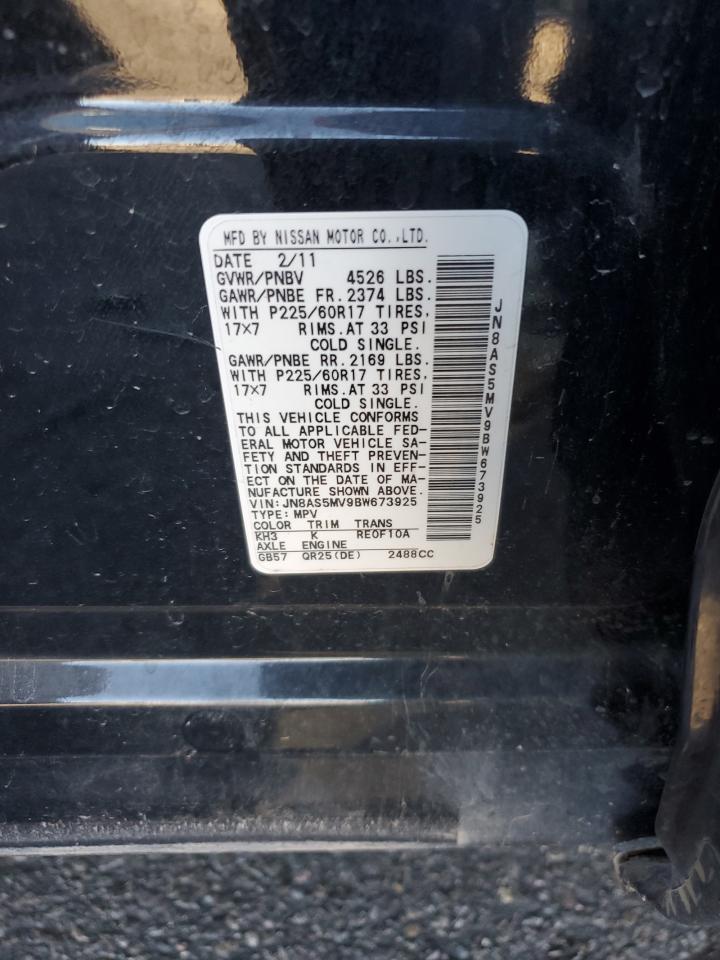 MFD BY NISSAN MOTOR CO.,LTD.
DATE 2/11
GVWR/PNBV 4526 LBS.
GAWR/PNBE FR. 2374 LBS.
WITH P225/60R17 TIRES,
17×7 RIMS.AT 33 PSI
COLD SINGLE.
GAWR/PNBE RR. 2169 LBS.
WITH P225/60R17 TIRES,
17×7 RIMS.AT 33 PSI
COLD SINGLE.
THIS VEHICLE CONFORMS
TO ALL APPLICABLE FED-
ERAL MOTOR VEHICLE SA-
FETY AND THEFT PREVEN-
TION STANDARDS IN EFF-
ECT ON THE DATE OF MA-
NUFACTURE SHOWN ABOVE.
VIN: JN8AS5MV9BW673925
TYPE: MPV
COLOR TRIM TRANS
KH3 K RE0F10A
AXLE ENGINE
GB57 QR25(DE) 2488CC
JN8AS5MV9BW673925